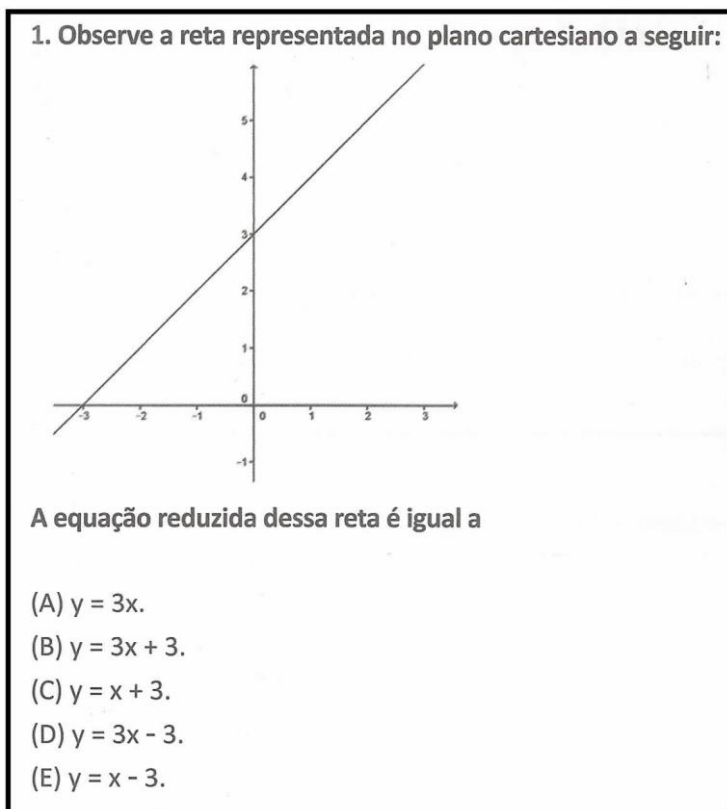 1. Observe a reta representada no plano cartesiano a seguir:
5
4
3
2
1
0
-3 -2 -1 0 1 2 3
-1
A equação reduzida dessa reta é igual a
(A) y = 3x.
(B) y = 3x + 3.
(C) y = x + 3.
(D) y = 3x - 3.
(E) y = x - 3.